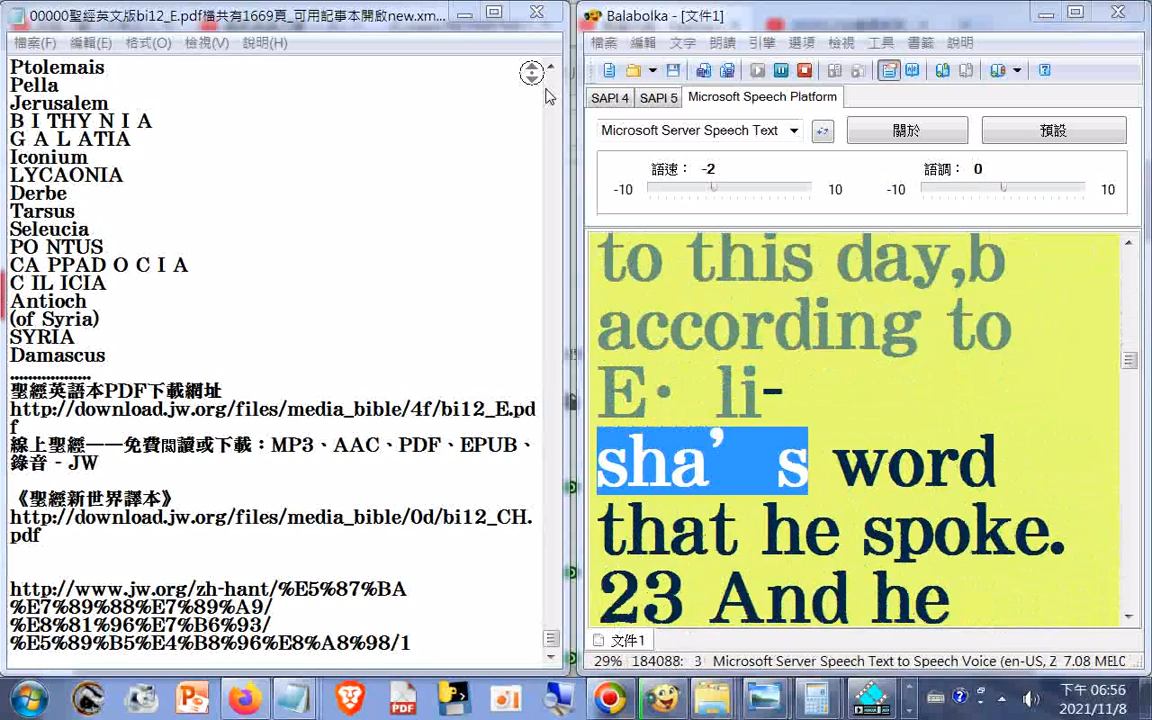 00000聖經英文版bi12_E.pdf檔共有1669頁_可用記事本開啟new.xm...
檔案(F) 編輯(E) 格式(O) 檢視(V) 說明(H)
Ptolemais
Pella
Jerusalem
B I THY N I A
G A L ATIA
Iconium
LYCAONIA
Derbe
Tarsus
Seleucia
PO NTUS
CA PPAD O C I A
C IL ICIA
Antioch
(of Syria)
SYRIA
Damascus
..................
聖經英語本PDF下載網址
http://download.jw.org/files/media_bible/4f/bi12_E.pd
f
線上聖經——免費閱讀或下載：MP3、AAC、PDF、EPUB、
錄音 - JW
《聖經新世界譯本》
http://download.jw.org/files/media_bible/0d/bi12_CH.
pdf
http://www.jw.org/zh-hant/%E5%87%BA
%E7%89%88%E7%89%A9/
%E8%81%96%E7%B6%93/
%E5%89%B5%E4%B8%96%E8%A8%98/1
Balabolka - [文件1]
檔案 編輯 文字 朗讀 引擎 選項 檢視 工具 書籤 說明
SAPI 4 SAPI 5 Microsoft Speech Platform
Microsoft Server Speech Text 關於 預設
語速： -2 語調： 0
-10 10 -10 10
to this day,b
according to
E· li-
sha’ s word
that he spoke.
23 And he
文件1
29% 184088: 3 Microsoft Server Speech Text to Speech Voice (en-US, Z 7.08 MELO
PDF
下午 06:56
2021/11/8